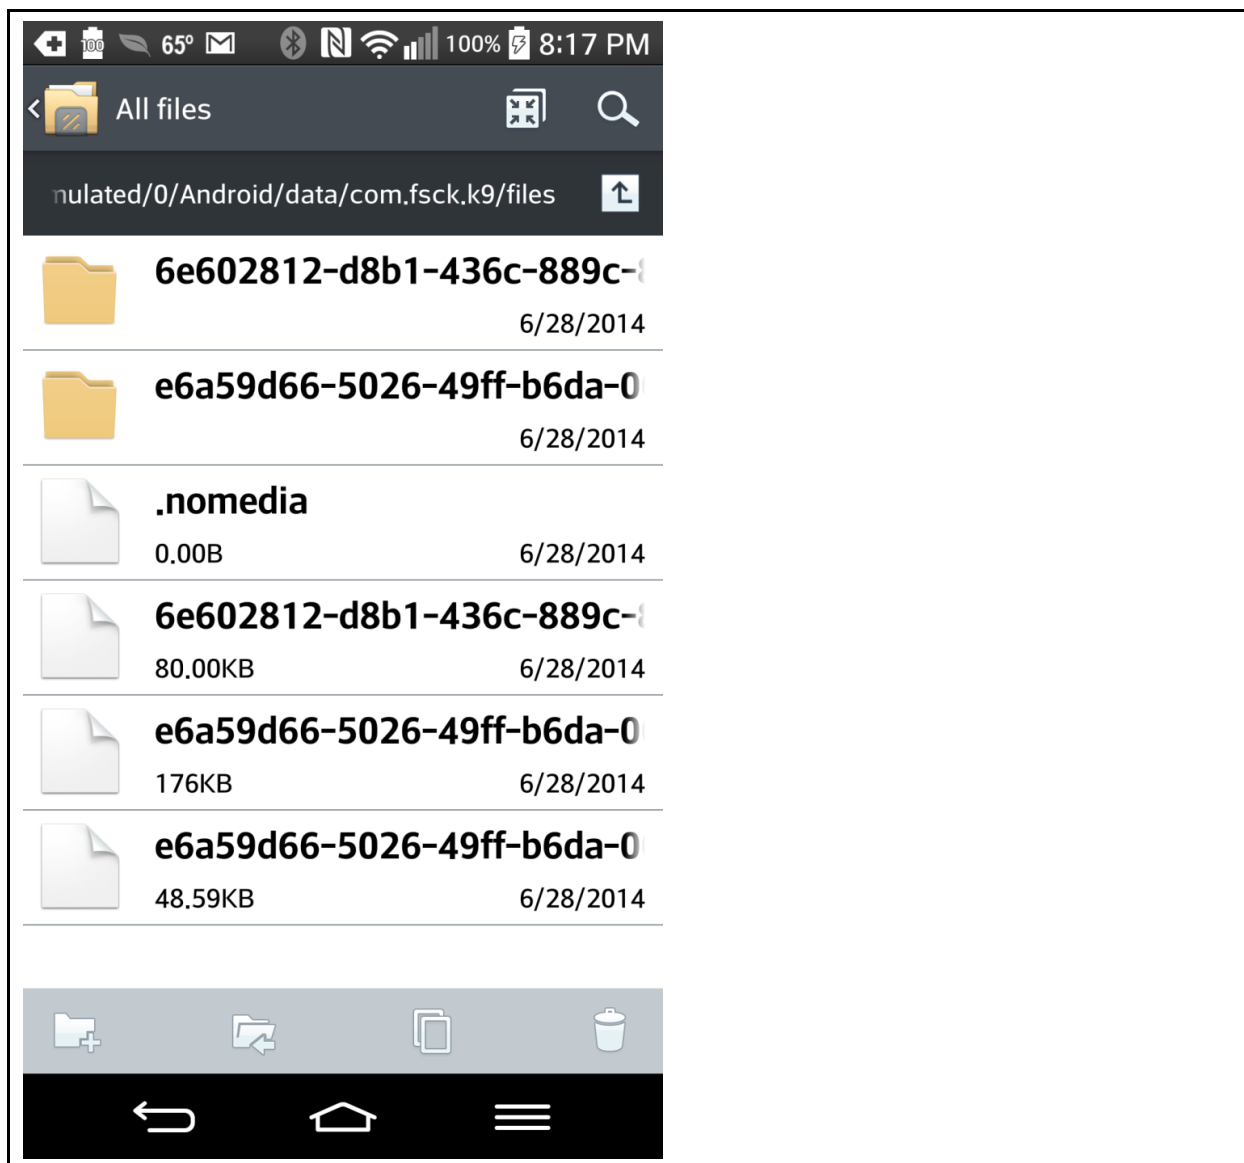 100 65° 100% 8:17 PM
All files
nulated/0/Android/data/com.fsck.k9/files
6e602812-d8b1-436c-889c-
6/28/2014
e6a59d66-5026-49ff-b6da-0
6/28/2014
.nomedia
0.00B 6/28/2014
6e602812-d8b1-436c-889c-
80.00KB 6/28/2014
e6a59d66-5026-49ff-b6da-0
176KB 6/28/2014
e6a59d66-5026-49ff-b6da-0
48.59KB 6/28/2014